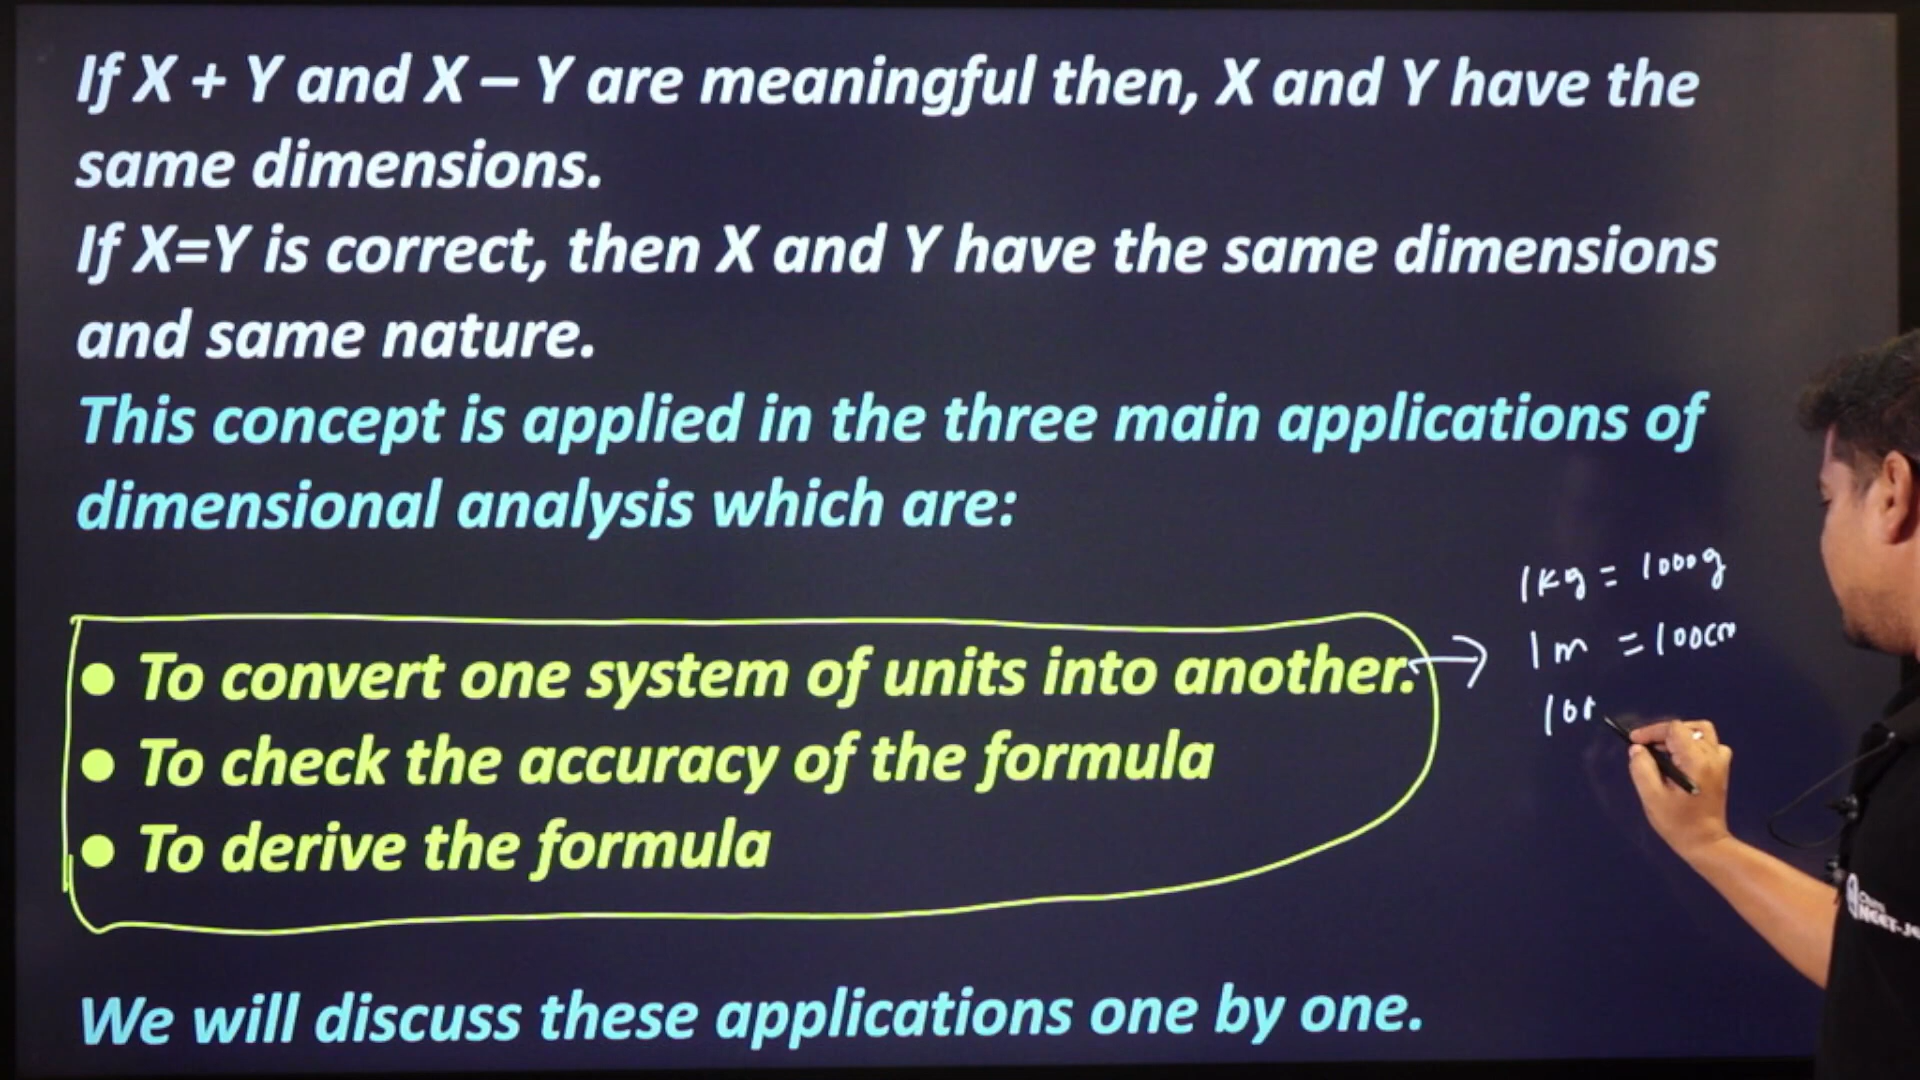 If X + Y and X – Y are meaningful then, X and Y have the
same dimensions.
If X=Y is correct, then X and Y have the same dimensions
and same nature.
This concept is applied in the three main applications of
dimensional analysis which are:
● To convert one system of units into another.
● To check the accuracy of the formula
● To derive the formula
We will discuss these applications one by one.
1kg = 1000g
1m = 100cm
NEET-Je